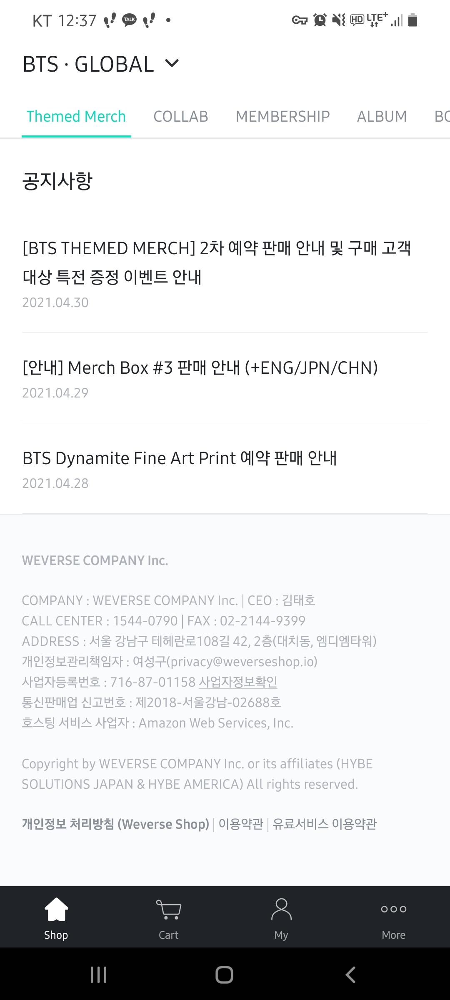 KT 12:37 TALK HD LTE+
BTS · GLOBAL
Themed Merch COLLAB MEMBERSHIP ALBUM BO
공지사항
[BTS THEMED MERCH] 2차 예약 판매 안내 및 구매 고객
대상 특전 증정 이벤트 안내
2021.04.30
[안내] Merch Box #3 판매 안내 (+ENG/JPN/CHN)
2021.04.29
BTS Dynamite Fine Art Print 예약 판매 안내
2021.04.28
WEVERSE COMPANY Inc.
COMPANY : WEVERSE COMPANY Inc. | CEO : 김태호
CALL CENTER : 1544-0790 | FAX : 02-2144-9399
ADDRESS : 서울 강남구 테헤란로108길 42, 2층(대치동, 엠디엠타워)
개인정보관리책임자 : 여성구(privacy@weverseshop.io)
사업자등록번호 : 716-87-01158 사업자정보확인
통신판매업 신고번호 : 제2018-서울강남-02688호
호스팅 서비스 사업자 : Amazon Web Services, Inc.
Copyright by WEVERSE COMPANY Inc. or its affiliates (HYBE
SOLUTIONS JAPAN & HYBE AMERICA) All rights reserved.
개인정보 처리방침 (Weverse Shop) | 이용약관 | 유료서비스 이용약관
Shop Cart My More